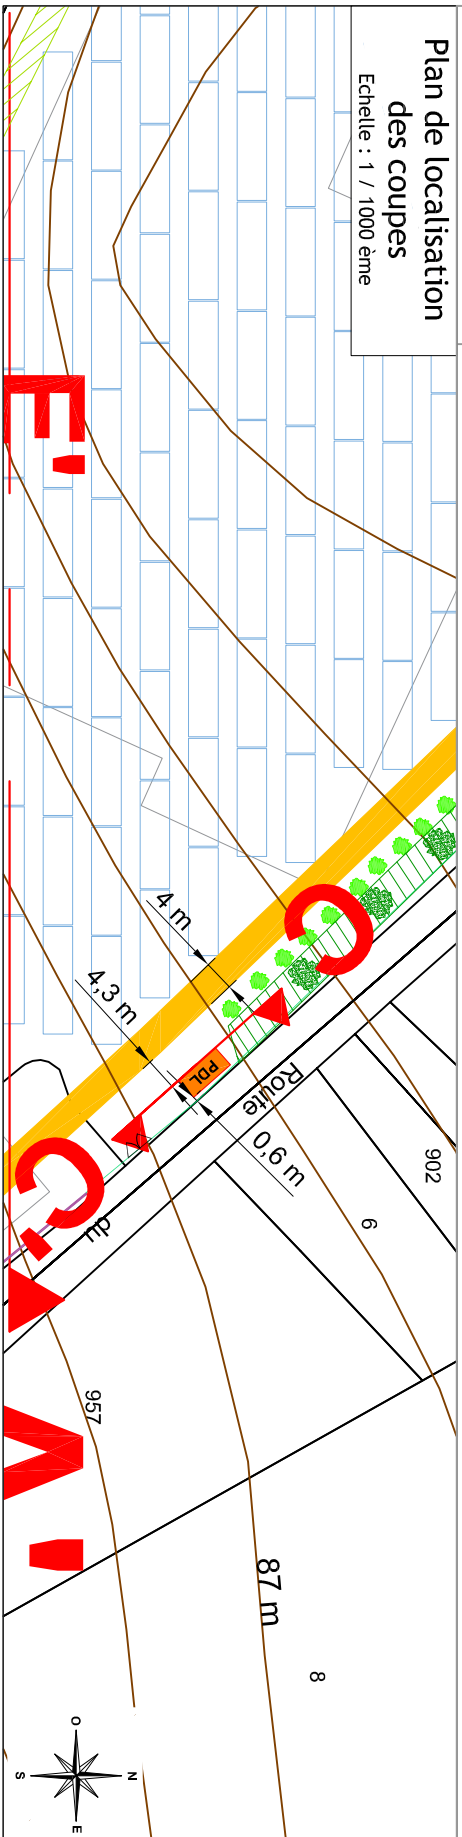 Plan de localisation
des coupes
Echelle : 1 / 1000 ème
E'
C
4 m
4,3 m
PDL
Route
0,6 m
902
6
C'
de
957
87 m
8
N
O
E
S